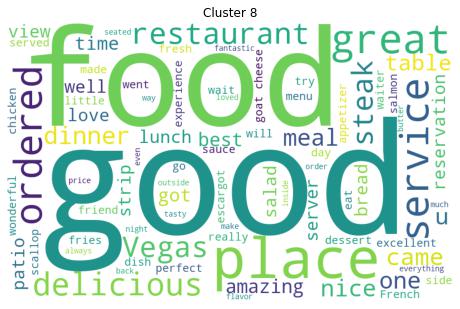 Cluster 8
view
served
time
seated
restaurant
fantastic
great
food
made
fresh
well
went
experience
wait
goat cheese
try
menu
table
chicken
ordered
little
love
way
loved
appetizer
steak
waiter
salmon
butter
service
reservation
dinner
lunch
best
will
meal
sauce
day
good
wonderful
price
even
strip
go
outside
got
escargot
salad
inside
server
order
eat
bread
much
u
friend
tasty
patio
scallop
fries
always
night
Vegas
really
make
place
dessert
excellent
came
dish
back
perfect
delicious
amazing
flavor
nice
French
one
everything
side